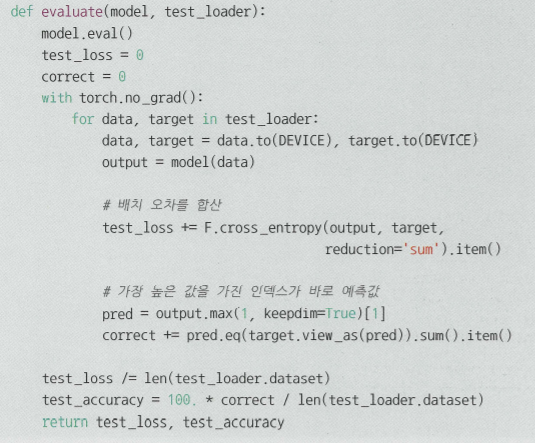 def evaluate(model, test_loader):
    model.eval()
    test_loss = 0
    correct = 0
    with torch.no_grad():
        for data, target in test_loader:
            data, target = data.to(DEVICE), target.to(DEVICE)
            output = model(data)

            # 배치 오차를 합산
            test_loss += F.cross_entropy(output, target,
                                         reduction='sum').item()

            # 가장 높은 값을 가진 인덱스가 바로 예측값
            pred = output.max(1, keepdim=True)[1]
            correct += pred.eq(target.view_as(pred)).sum().item()

    test_loss /= len(test_loader.dataset)
    test_accuracy = 100. * correct / len(test_loader.dataset)
    return test_loss, test_accuracy